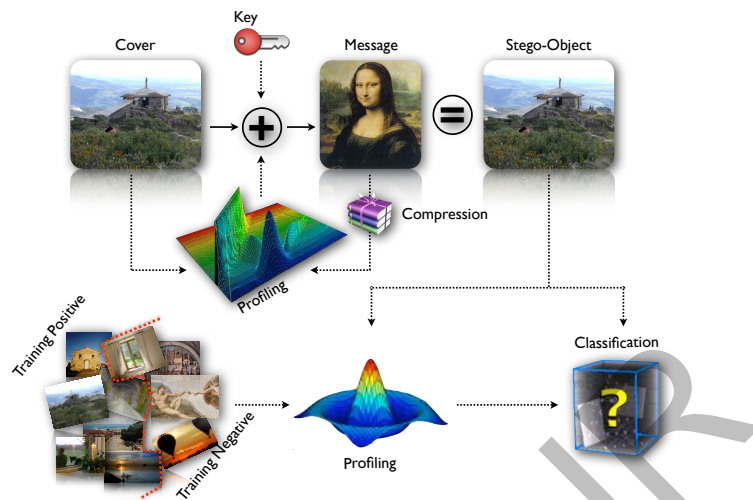 Key
Cover
Message
Stego-Object
Compression
Profiling
Training Positive
Training Negative
Profiling
Classification
?